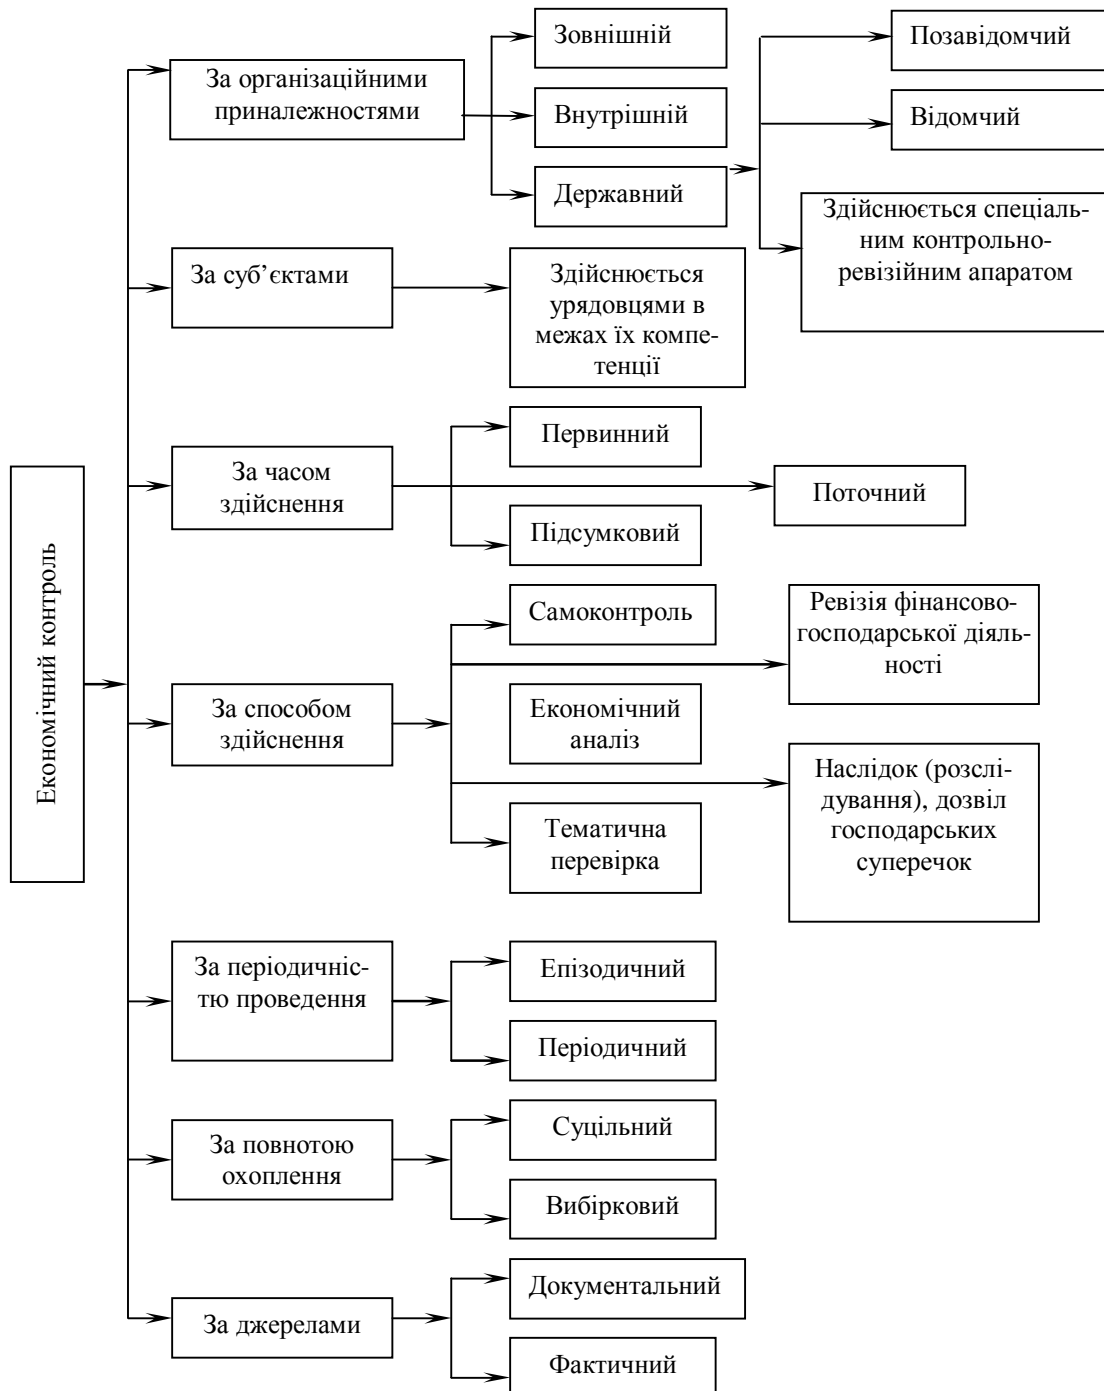 Економічний контроль
За організаційними
приналежностями
Зовнішній
Внутрішній
Державний
Позавідомчий
Відомчий
Здійснюється спеціаль-
ним контрольно-
ревізійним апаратом
За суб’єктами
Здійснюється
урядовцями в
межах їх компе-
тенції
За часом
здійснення
Первинний
Поточний
Підсумковий
За способом
здійснення
Самоконтроль
Ревізія фінансово-
господарської діяль-
ності
Економічний
аналіз
Наслідок (розслі-
дування), дозвіл
господарських
суперечок
Тематична
перевірка
За періодичніс-
тю проведення
Епізодичний
Періодичний
За повнотою
охоплення
Суцільний
Вибірковий
За джерелами
Документальний
Фактичний